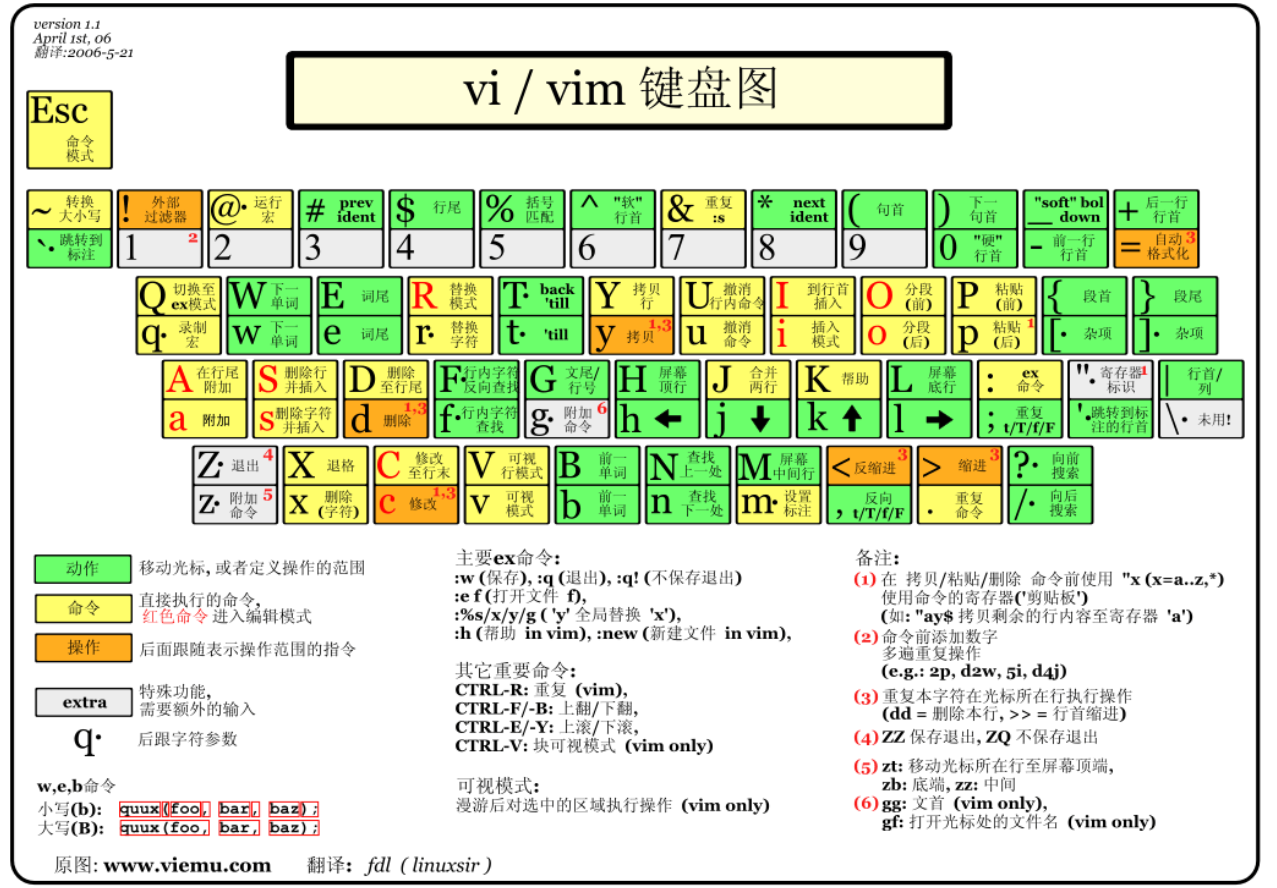 version 1.1
April 1st, 06
翻译:2006-5-21
vi / vim 键盘图
Esc
命令
模式
~ 转换
大小写
! 外部
过滤器
@· 运行
宏
# prev
ident
$ 行尾
% 括号
匹配
^ "软"
行首
& 重复
:s
* next
ident
( 句首
) 下一
句首
_ "soft" bol
down
+ 后一行
行首
`· 跳转到
标注
1 2
2
3
4
5
6
7
8
9
0 "硬"
行首
- 前一行
行首
= 自动 3
格式化
Q 切换至
ex模式
W 下一
单词
E 词尾
R 替换
模式
T· back
'till
Y 拷贝
行
U 撤消
行内命令
I 到行首
插入
O 分段
(前)
P 粘贴
(前)
{ 段首
} 段尾
q· 录制
宏
w 下一
单词
e 词尾
r· 替换
字符
t· 'till
y 拷贝 1,3
u 撤消
命令
i 插入
模式
o 分段
(后)
p 粘贴 1
(后)
[· 杂项
]· 杂项
A 在行尾
附加
S 删除行
并插入
D 删除
至行尾
F· 行内字符
反向查找
G 文尾/
行号
H 屏幕
顶行
J 合并
两行
K 帮助
L 屏幕
底行
: ex
命令
"· 寄存器 1
标识
| 行首/
列
a 附加
s 删除字符
并插入
d 删除 1,3
f· 行内字符
查找
g· 附加 6
命令
h ←
j ↓
k ↑
l →
; 重复
t/T/f/F
'· 跳转到标
注的行首
\· 未用!
Z· 退出 4
X 退格
C 修改
至行末
V 可视
行模式
B 前一
单词
N 查找
上一处
M 屏幕
中间行
< 反缩进 3
> 缩进 3
?· 向前
搜索
z· 附加 5
命令
x 删除
(字符)
c 修改 1,3
v 可视
模式
b 前一
单词
n 查找
下一处
m· 设置
标注
, 反向
t/T/f/F
. 重复
命令
/· 向后
搜索
动作 移动光标, 或者定义操作的范围
命令 直接执行的命令,
红色命令 进入编辑模式
操作 后面跟随表示操作范围的指令
extra 特殊功能,
需要额外的输入
q· 后跟字符参数
w,e,b命令
小写(b): quux(foo, bar, baz);
大写(B): quux(foo, bar, baz);
主要ex命令:
:w (保存), :q (退出), :q! (不保存退出)
:e f (打开文件 f),
:%s/x/y/g ( 'y' 全局替换 'x'),
:h (帮助 in vim), :new (新建文件 in vim),
其它重要命令:
CTRL-R: 重复 (vim),
CTRL-F/-B: 上翻/下翻,
CTRL-E/-Y: 上滚/下滚,
CTRL-V: 块可视模式 (vim only)
可视模式:
漫游后对选中的区域执行操作 (vim only)
备注:
(1) 在 拷贝/粘贴/删除 命令前使用 "x (x=a..z,*)
使用命令的寄存器('剪贴板')
(如: "ay$ 拷贝剩余的行内容至寄存器 'a')
(2) 命令前添加数字
多遍重复操作
(e.g.: 2p, d2w, 5i, d4j)
(3) 重复本字符在光标所在行执行操作
(dd = 删除本行, >> = 行首缩进)
(4) ZZ 保存退出, ZQ 不保存退出
(5) zt: 移动光标所在行至屏幕顶端,
zb: 底端, zz: 中间
(6) gg: 文首 (vim only),
gf: 打开光标处的文件名 (vim only)
原图: www.viemu.com 翻译: fdl ( linuxsir )